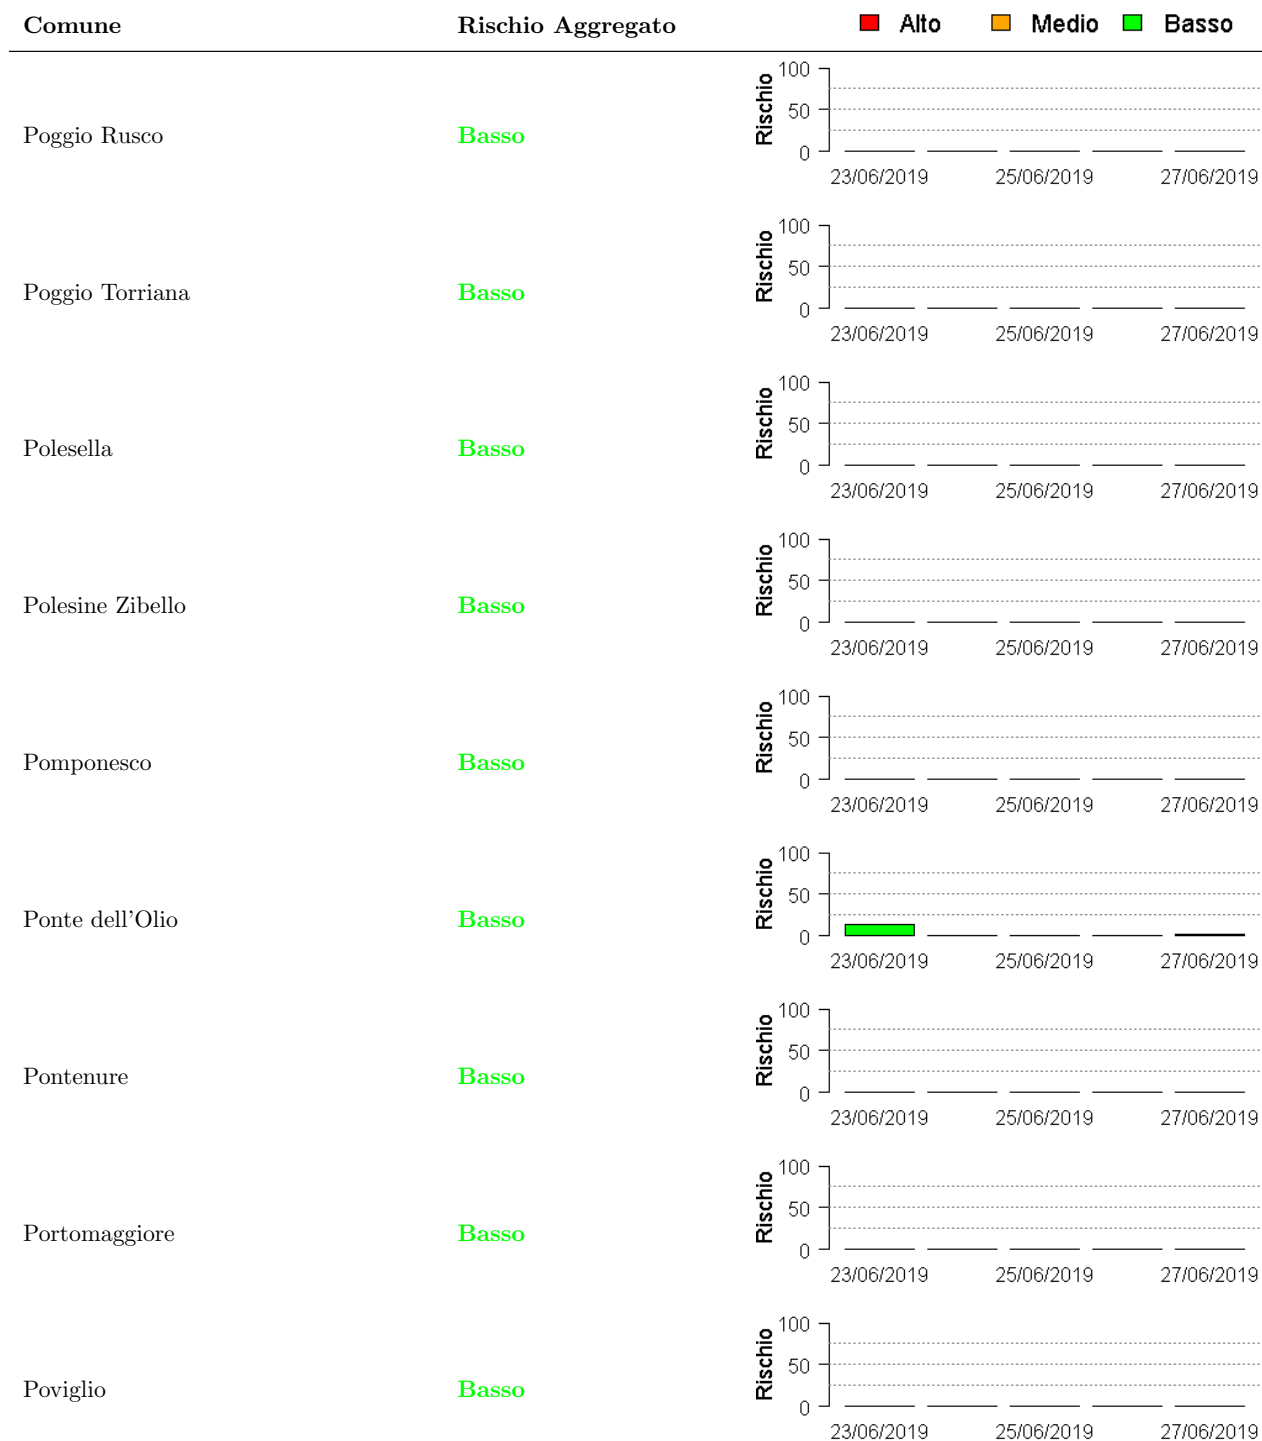 Comune Rischio Aggregato Alto Medio Basso
Poggio Rusco Basso Rischio 100 50 0
23/06/2019 25/06/2019 27/06/2019
Poggio Torriana Basso Rischio 100 50 0
23/06/2019 25/06/2019 27/06/2019
Polesella Basso Rischio 100 50 0
23/06/2019 25/06/2019 27/06/2019
Polesine Zibello Basso Rischio 100 50 0
23/06/2019 25/06/2019 27/06/2019
Pomponesco Basso Rischio 100 50 0
23/06/2019 25/06/2019 27/06/2019
Ponte dell'Olio Basso Rischio 100 50 0
23/06/2019 25/06/2019 27/06/2019
Pontenure Basso Rischio 100 50 0
23/06/2019 25/06/2019 27/06/2019
Portomaggiore Basso Rischio 100 50 0
23/06/2019 25/06/2019 27/06/2019
Poviglio Basso Rischio 100 50 0
23/06/2019 25/06/2019 27/06/2019